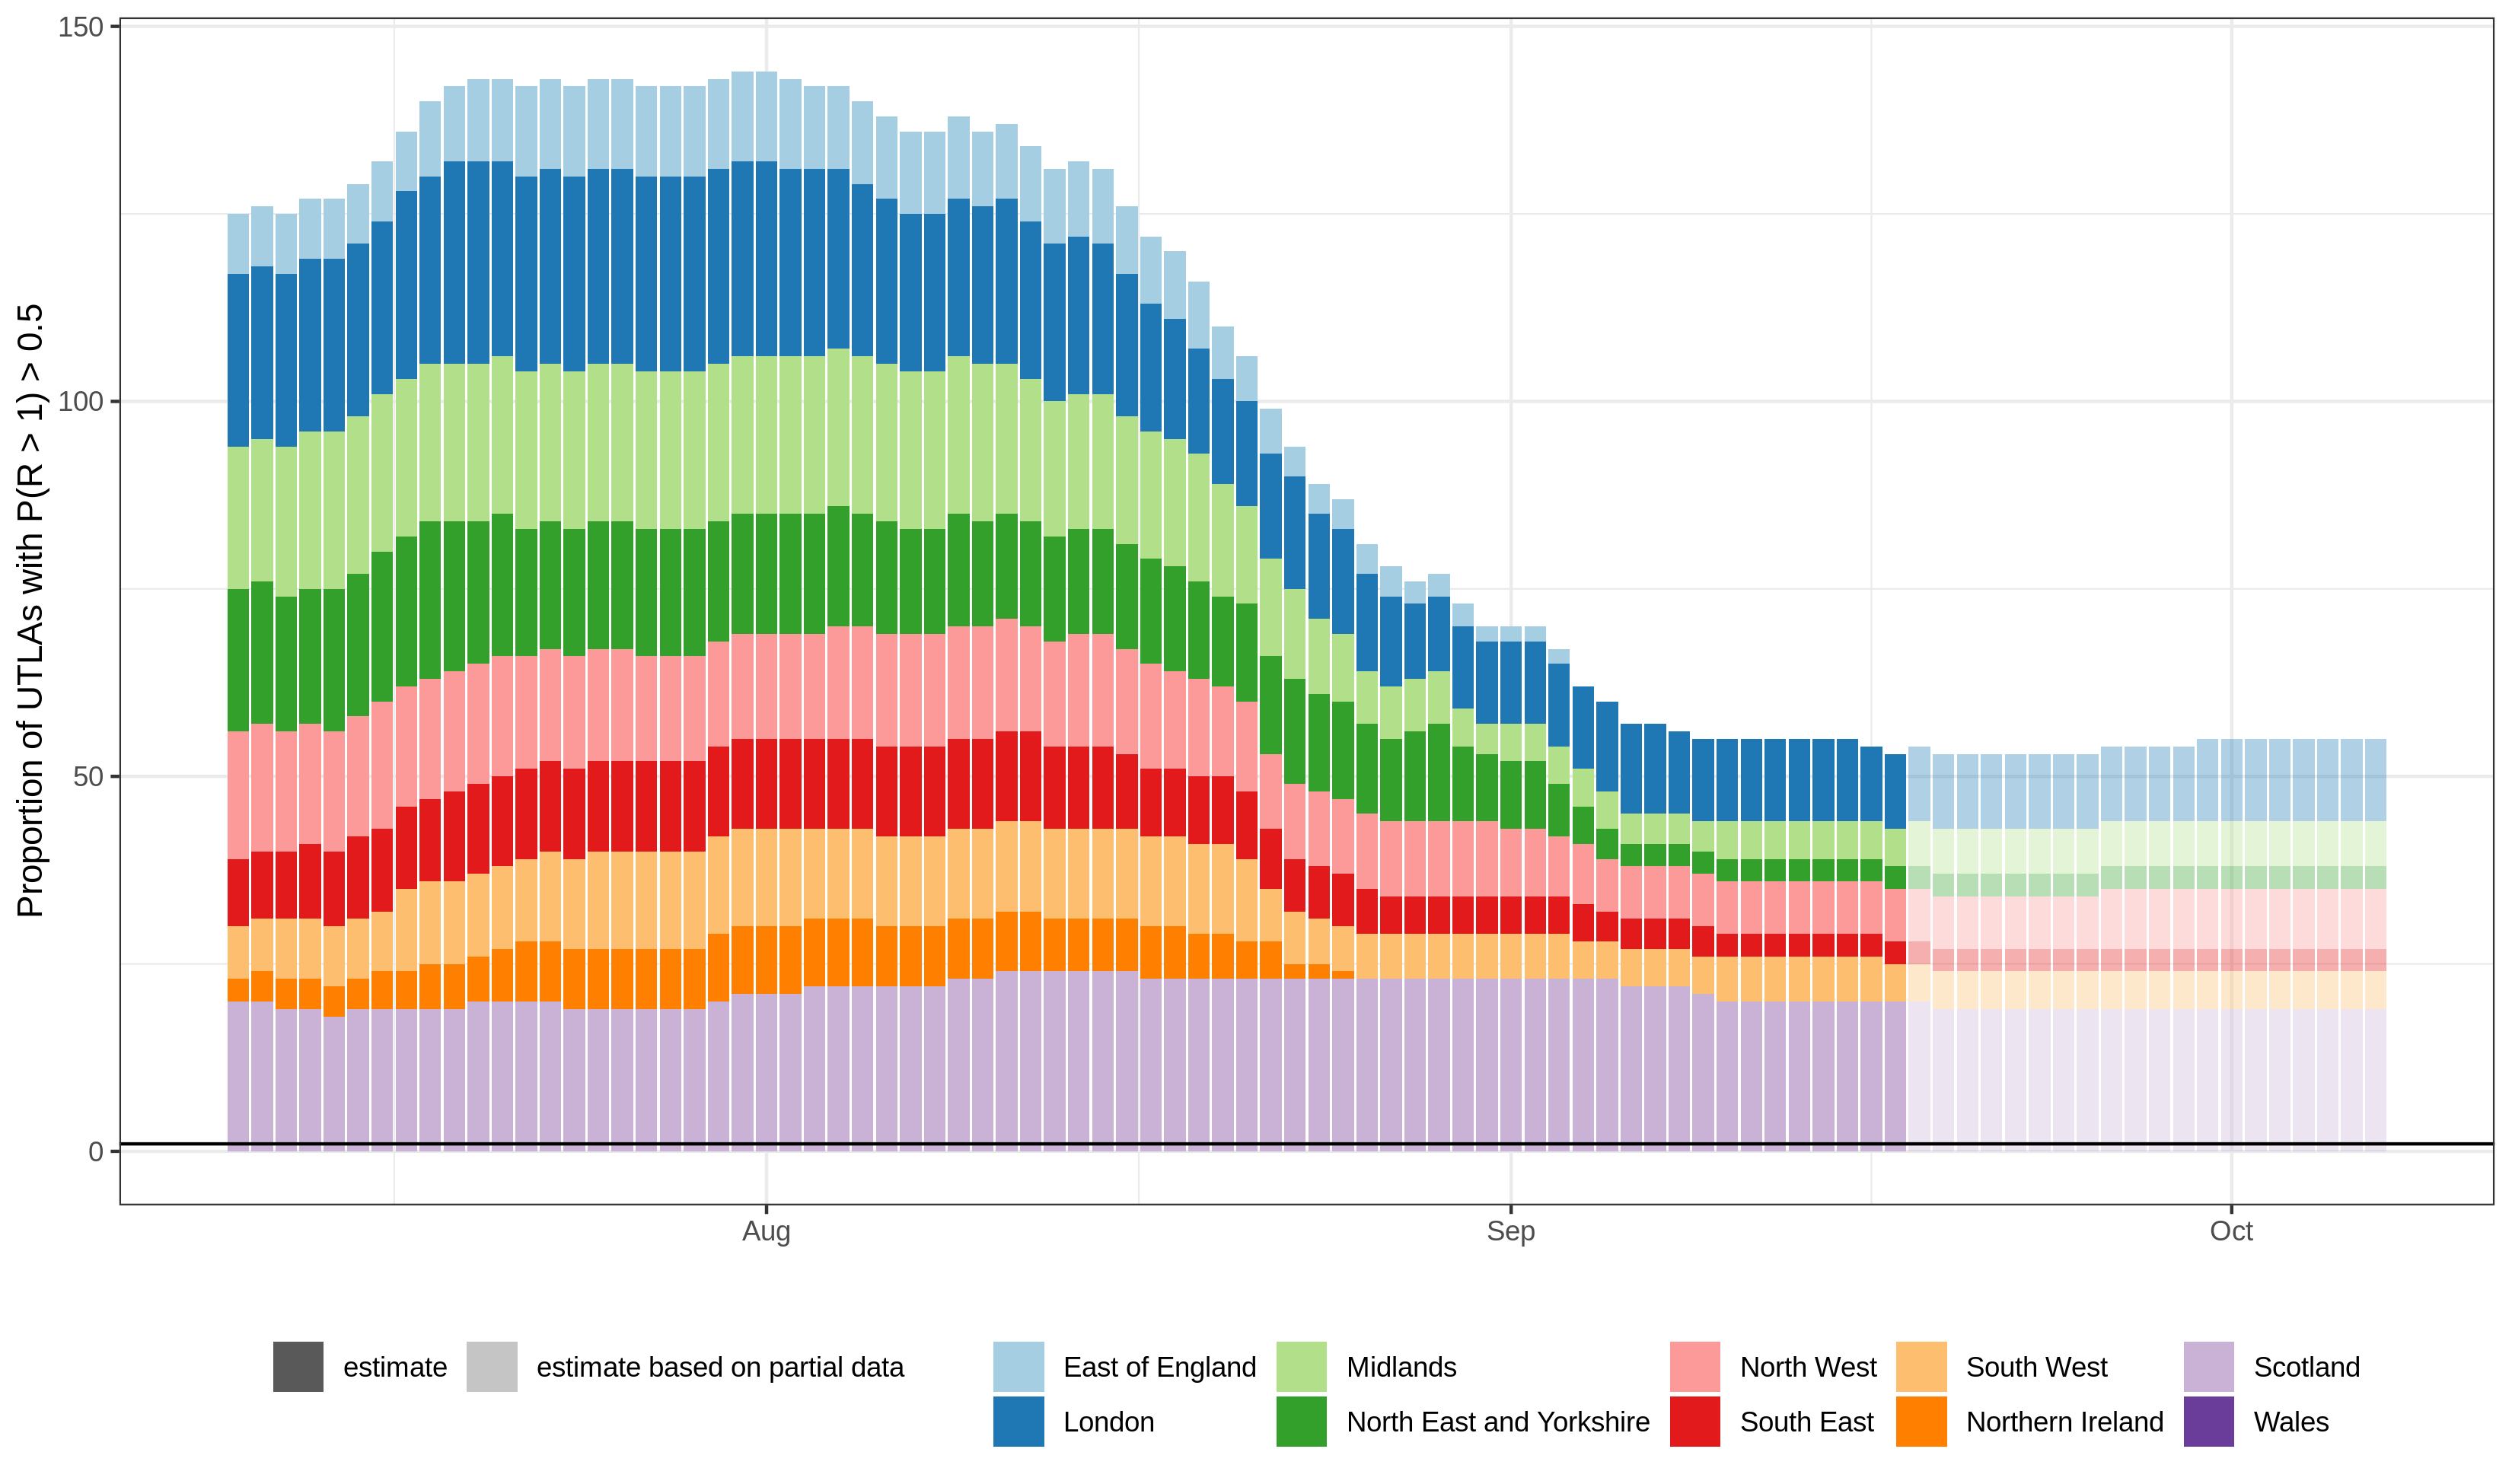 150
100
50
0
Proportion of UTLAs with P(R > 1) > 0.5
Aug Sep Oct
estimate estimate based on partial data East of England Midlands North West South West Scotland
London North East and Yorkshire South East Northern Ireland Wales